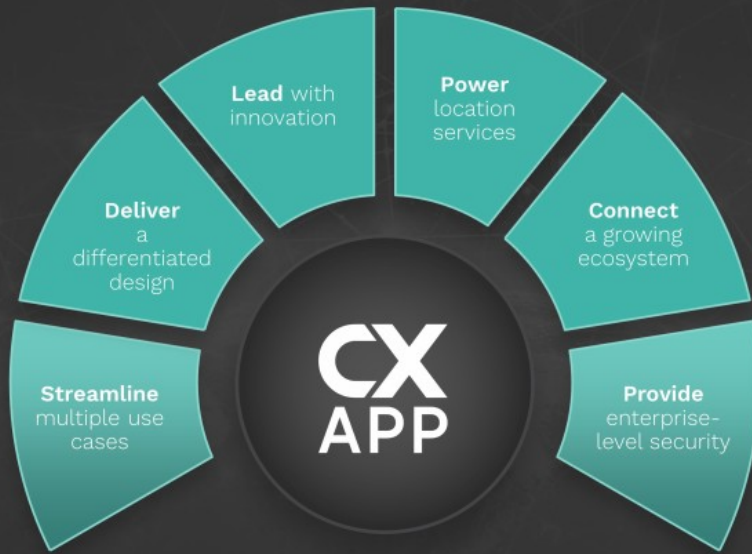 Lead with
innovation
Power
location
services
Deliver
a
differentiated
design
Connect
a growing
ecosystem
Streamline
multiple use
cases
CX
APP
Provide
enterprise-
level security